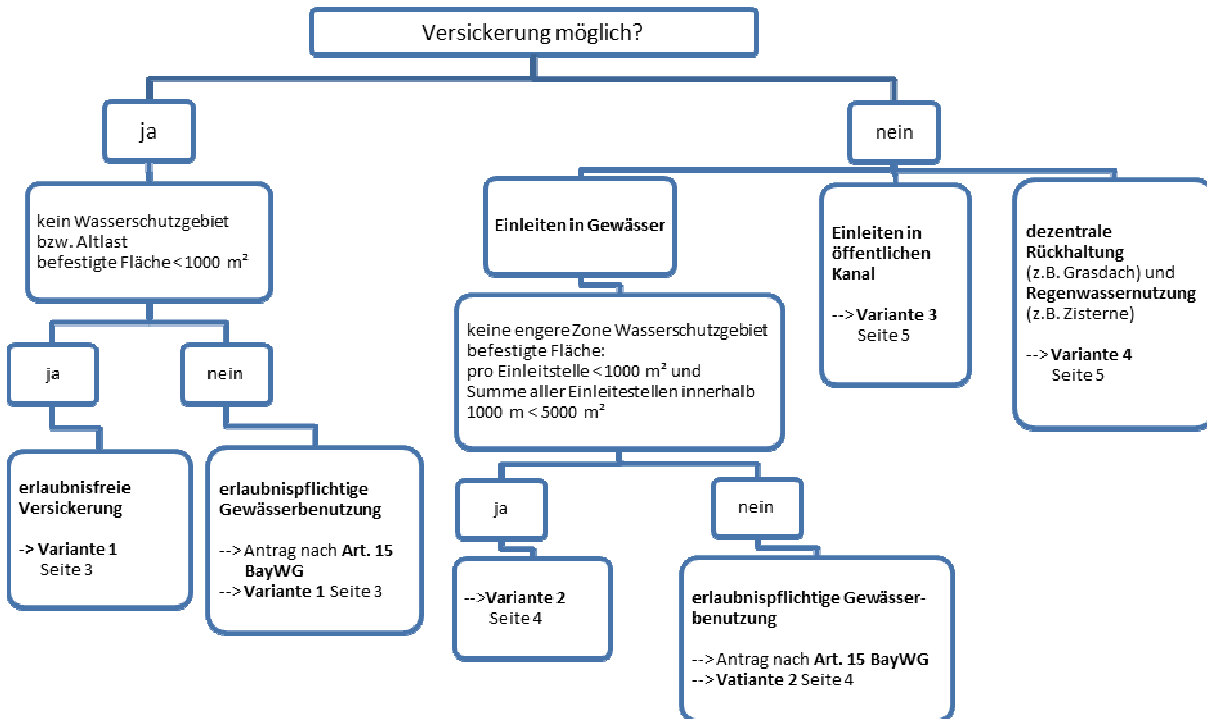 Versickerung möglich?
ja
nein
kein Wasserschutzgebiet
bzw. Altlast
befestigte Fläche < 1000 m²
ja
nein
erlaubnisfreie
Versickerung
-> Variante 1
Seite 3
erlaubnispflichtige
Gewässerbenutzung
--> Antrag nach Art. 15
BayWG
--> Variante 1 Seite 3
Einleiten in Gewässer
keine engere Zone Wasserschutzgebiet
befestigte Fläche:
pro Einleitstelle < 1000 m² und
Summe aller Einleitestellen innerhalb
1000 m < 5000 m²
ja
nein
--> Variante 2
Seite 4
erlaubnispflichtige Gewässer-
benutzung
--> Antrag nach Art. 15 BayWG
--> Vatiante 2 Seite 4
Einleiten in
öffentlichen
Kanal
--> Variante 3
Seite 5
dezentrale
Rückhaltung
(z.B. Grasdach) und
Regenwassernutzung
(z.B. Zisterne)
--> Variante 4
Seite 5